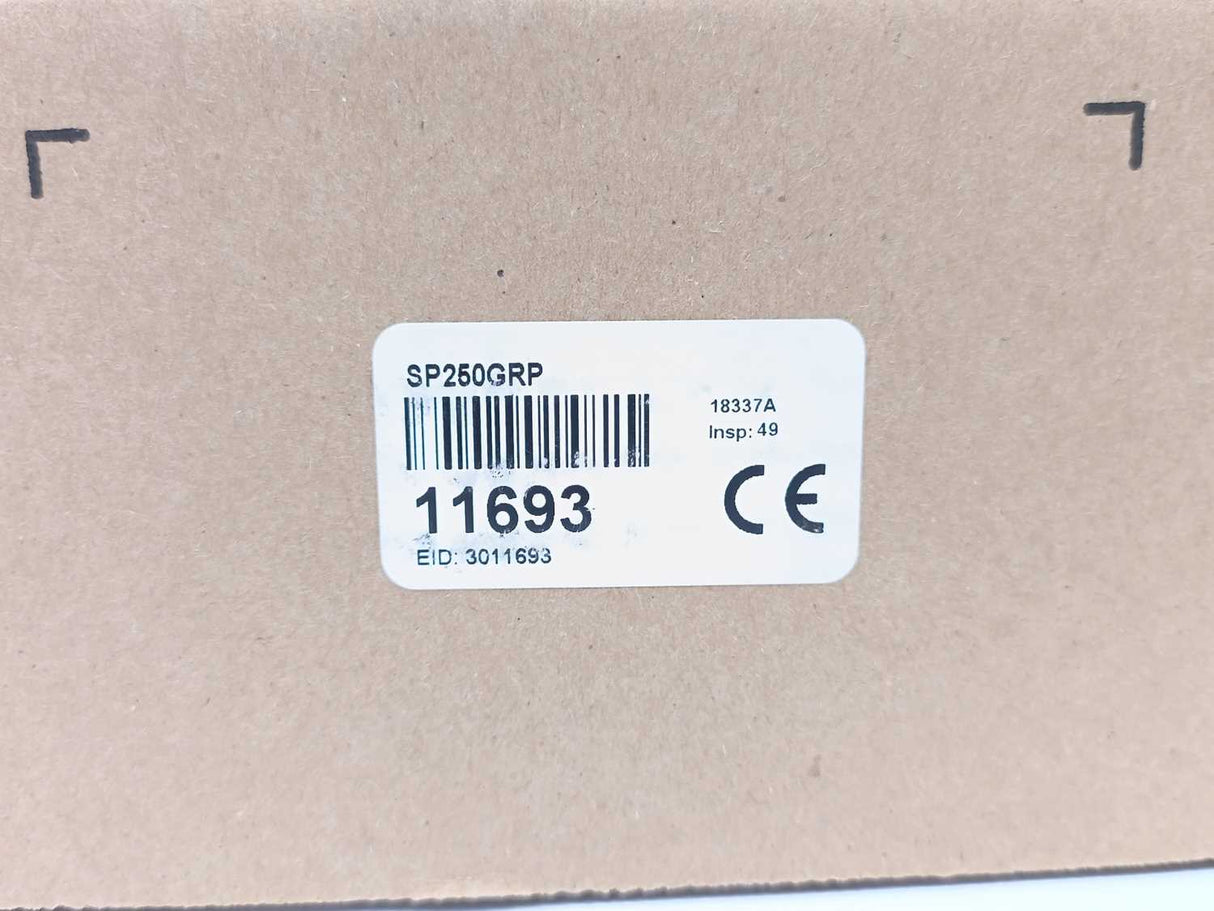 SP250GRP
18337A
Insp: 49
11693
CE
EID: 3011693